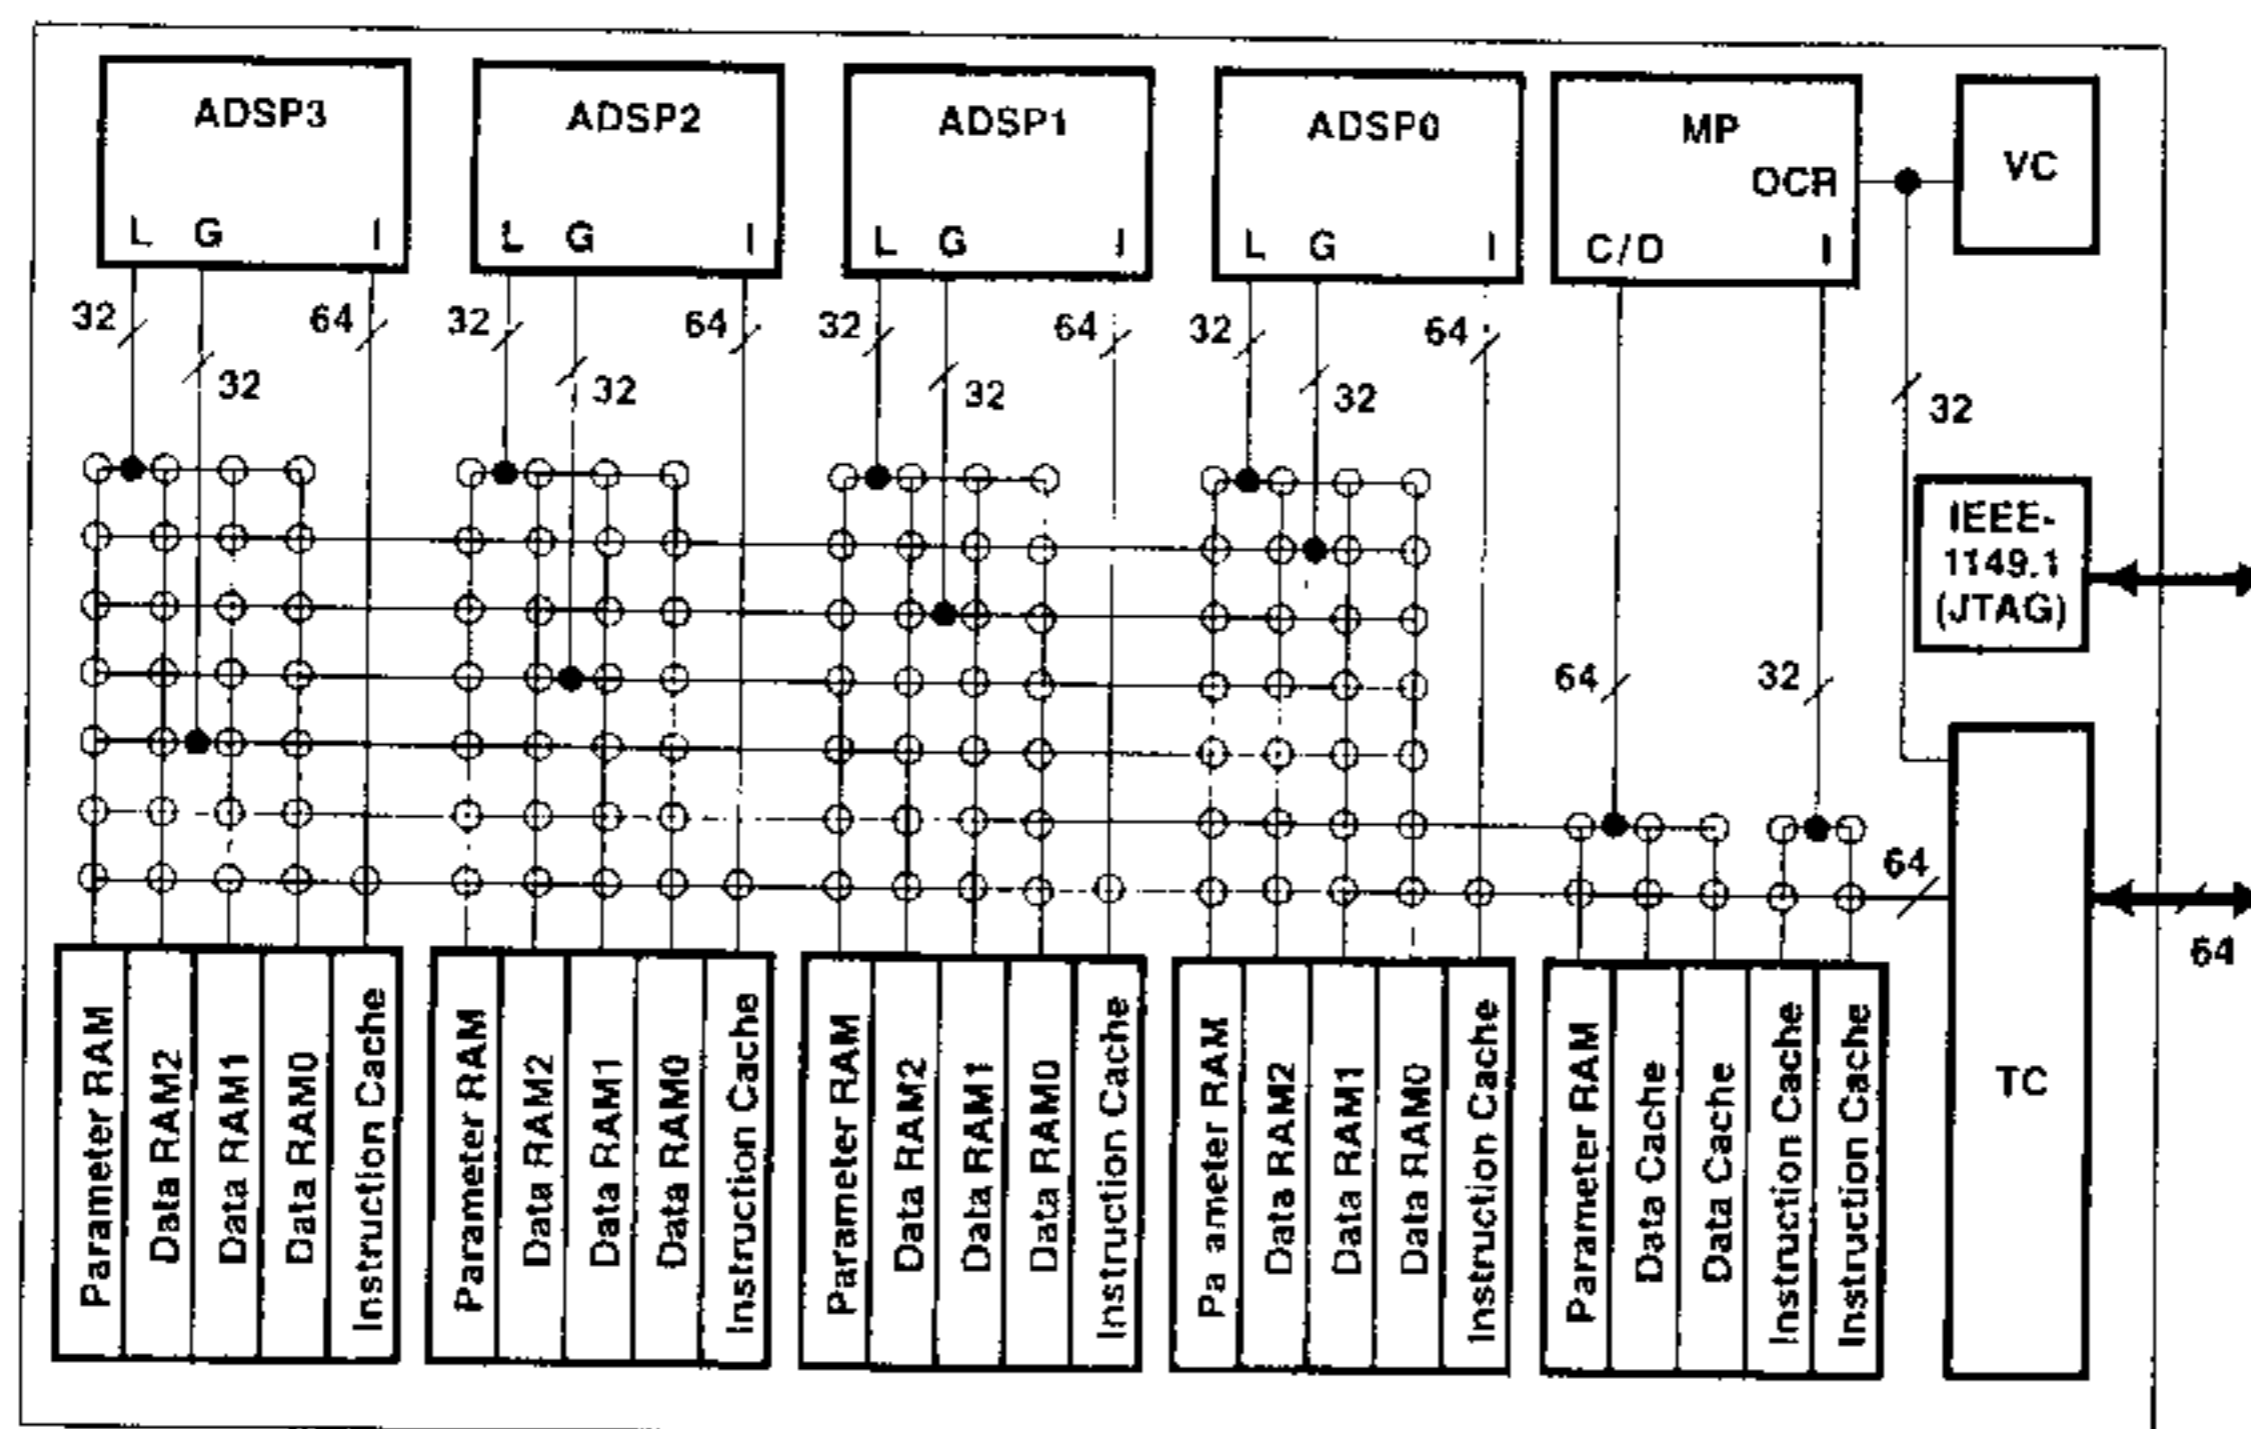 ADSP3
ADSP2
ADSP1
ADSP0
MP
OCR
VC
L G I
L G I
L G I
L G I
C/D I
32 64 32 64 32 64 32 64
32 32 32 32 32
IEEE-
1149.1
(JTAG)
64 32
64
64
Parameter RAM
Data RAM2
Data RAM1
Data RAM0
Instruction Cache
Parameter RAM
Data RAM2
Data RAM1
Data RAM0
Instruction Cache
Parameter RAM
Data RAM2
Data RAM1
Data RAM0
Instruction Cache
Pa ameter RAM
Data RAM2
Data RAM1
Data RAM0
Instruction Cache
Parameter RAM
Data Cache
Data Cache
Instruction Cache
Instruction Cache
TC